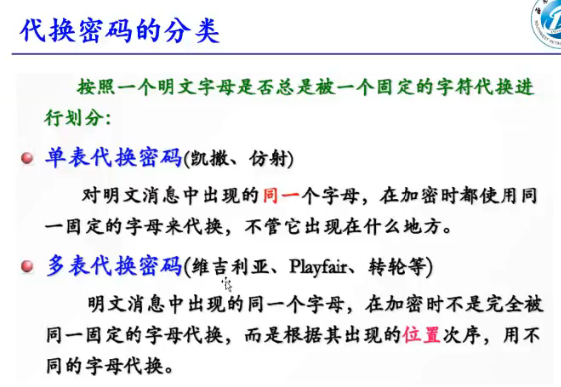 代换密码的分类
按照一个明文字母是否总是被一个固定的字符代换进
行划分：
单表代换密码(凯撒、仿射)
对明文消息中出现的同一个字母，在加密时都使用同
一固定的字母来代换，不管它出现在什么地方。
多表代换密码(维吉利亚、Playfair、转轮等)
明文消息中出现的同一个字母，在加密时不是完全被
同一固定的字母代换，而是根据其出现的位置次序，用不
同的字母代换。